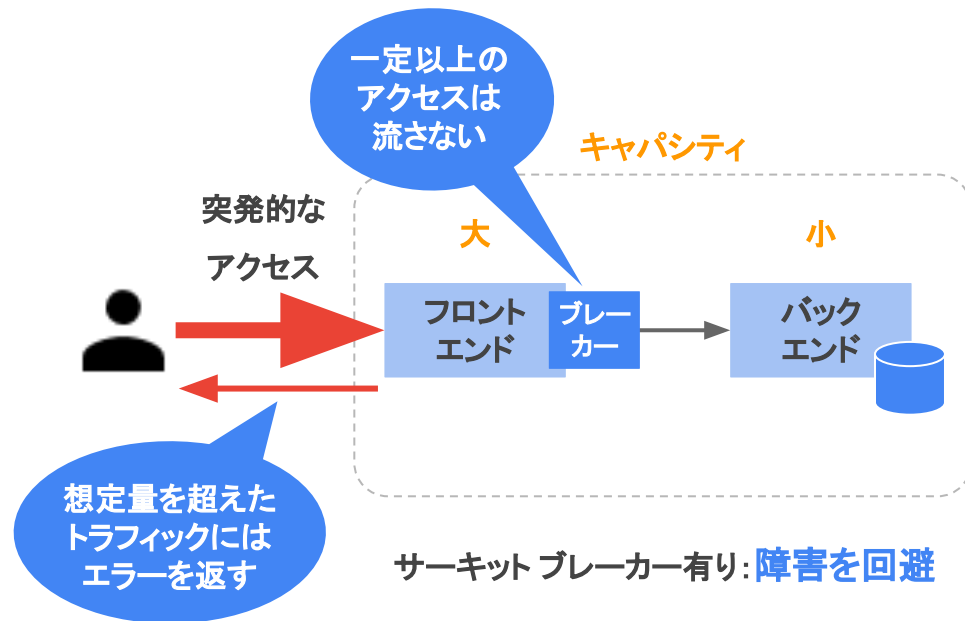 一定以上の
アクセスは
流さない
キャパシティ
突発的な
アクセス
大
小
フロント
エンド
ブレー
カー
バック
エンド
想定量を超えた
トラフィックには
エラーを返す
サーキット ブレーカー有り:障害を回避